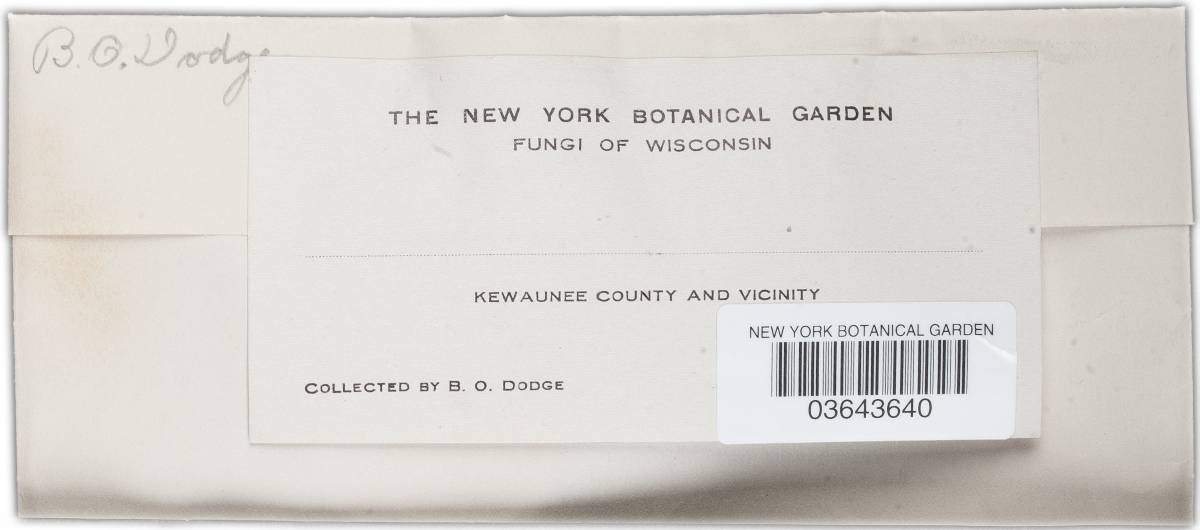 B. O. Dodge
THE NEW YORK BOTANICAL GARDEN
FUNGI OF WISCONSIN
KEWAUNEE COUNTY AND VICINITY
COLLECTED BY B. O. DODGE
NEW YORK BOTANICAL GARDEN
03643640